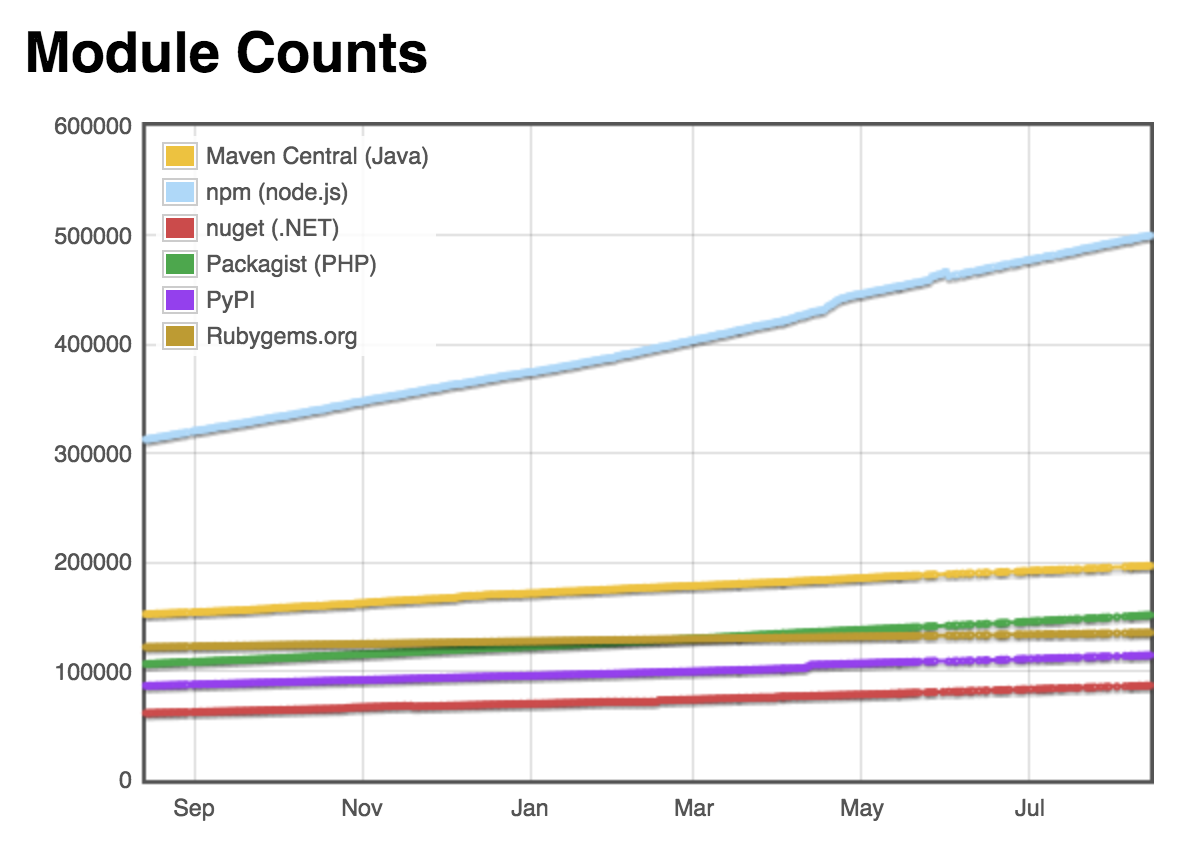 Module Counts
600000
500000
400000
300000
200000
100000
0
Maven Central (Java)
npm (node.js)
nuget (.NET)
Packagist (PHP)
PyPI
Rubygems.org
Sep Nov Jan Mar May Jul